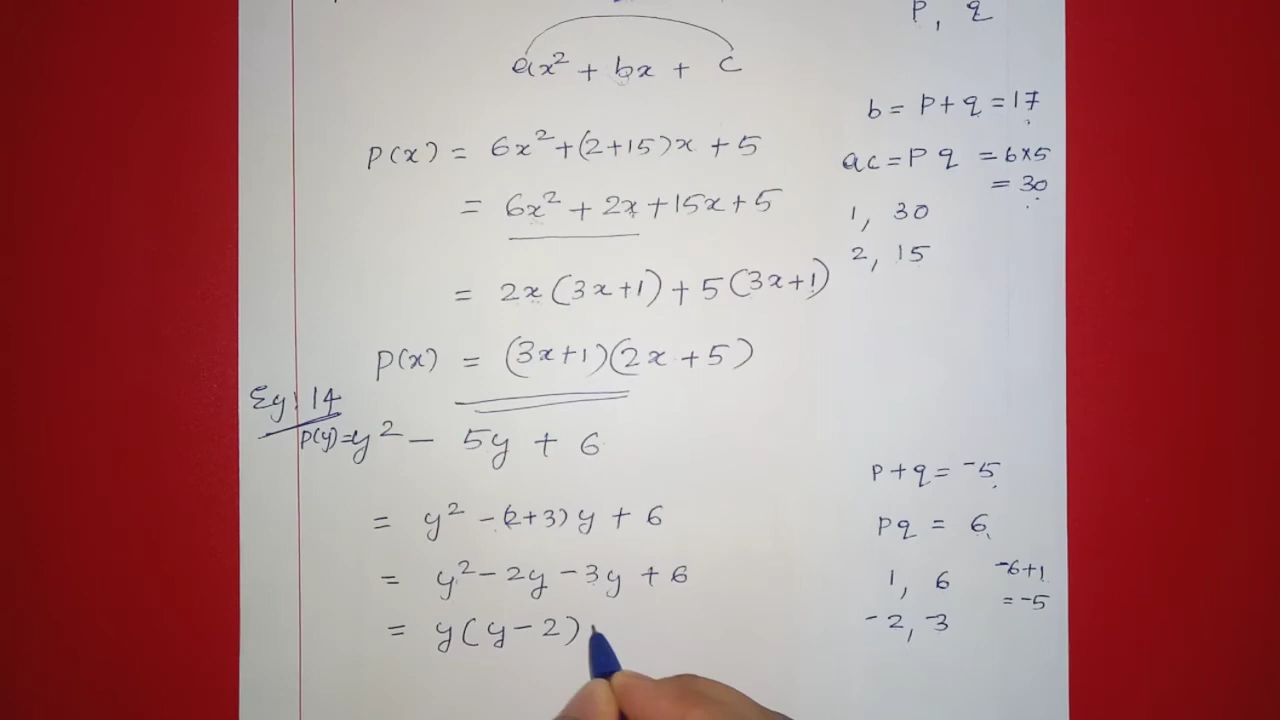 P, q
ax² + bx + c
b = P + q = 17
P(x) = 6x² + (2+15)x + 5
ac = P q = 6×5
= 30
= 6x² + 2x + 15x + 5
1, 30
2, 15
= 2x (3x+1) + 5 (3x+1)
P(x) = (3x+1)(2x+5)
Eg: 14
P(y) = y² - 5y + 6
P + q = -5
= y² - (2+3) y + 6
Pq = 6
= y² - 2y - 3y + 6
1, 6
-6+1
= -5
= y (y - 2)
-2, -3